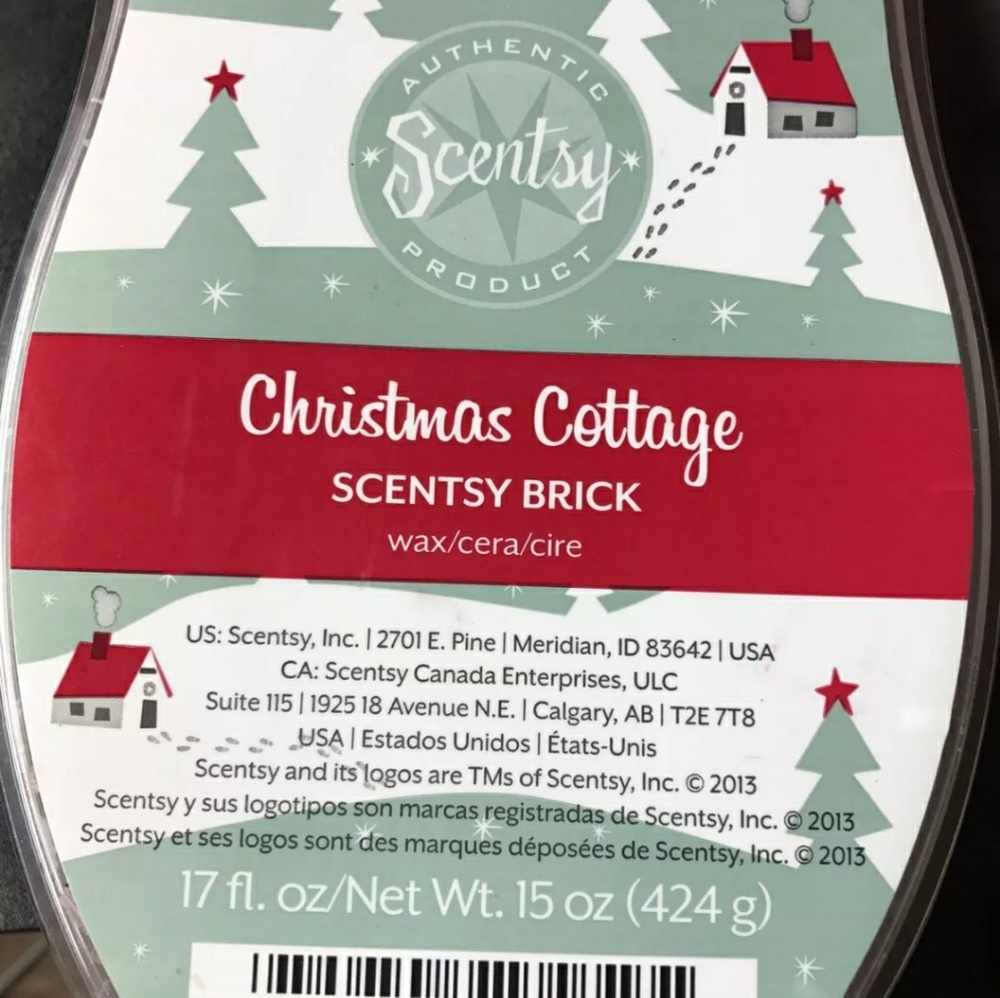 AUTHENTIC
Scentsy
PRODUCT
Christmas Cottage
SCENTSY BRICK
wax/cera/cire
US: Scentsy, Inc. | 2701 E. Pine | Meridian, ID 83642 | USA
CA: Scentsy Canada Enterprises, ULC
Suite 115 | 1925 18 Avenue N.E. | Calgary, AB | T2E 7T8
USA | Estados Unidos | États-Unis
Scentsy and its logos are TMs of Scentsy, Inc. © 2013
Scentsy y sus logotipos son marcas registradas de Scentsy, Inc. © 2013
Scentsy et ses logos sont des marques déposées de Scentsy, Inc. © 2013
17 fl. oz/Net Wt. 15 oz (424 g)